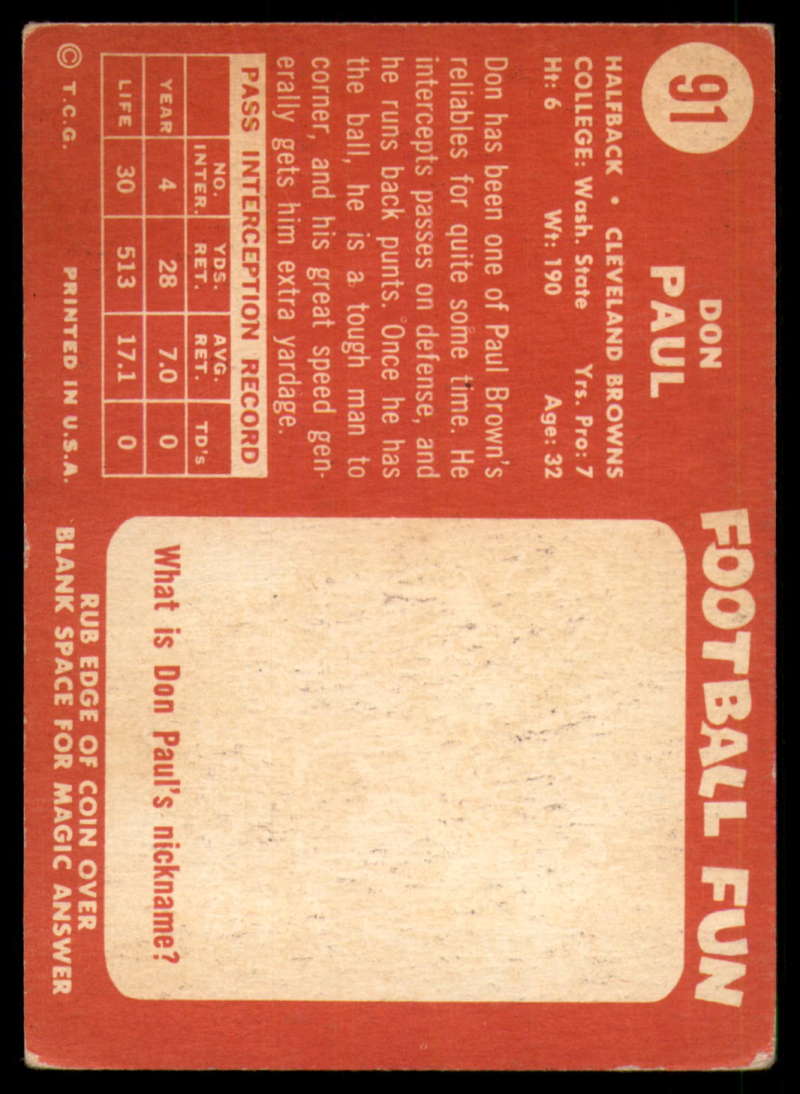 91
DON
PAUL
HALFBACK • CLEVELAND BROWNS
COLLEGE: Wash. State Yrs. Pro: 7
Ht: 6 Wt: 190 Age: 32
Don has been one of Paul Brown's
reliables for quite some time. He
intercepts passes on defense, and
he runs back punts. Once he has
the ball, he is a tough man to
corner, and his great speed gen-
erally gets him extra yardage.
PASS INTERCEPTION RECORD
NO. INTER. YDS. RET. AVG. RET. TD's
YEAR 4 28 7.0 0
LIFE 30 513 17.1 0
© T.C.G. PRINTED IN U.S.A.
FOOTBALL FUN
What is Don Paul's nickname?
RUB EDGE OF COIN OVER
BLANK SPACE FOR MAGIC ANSWER